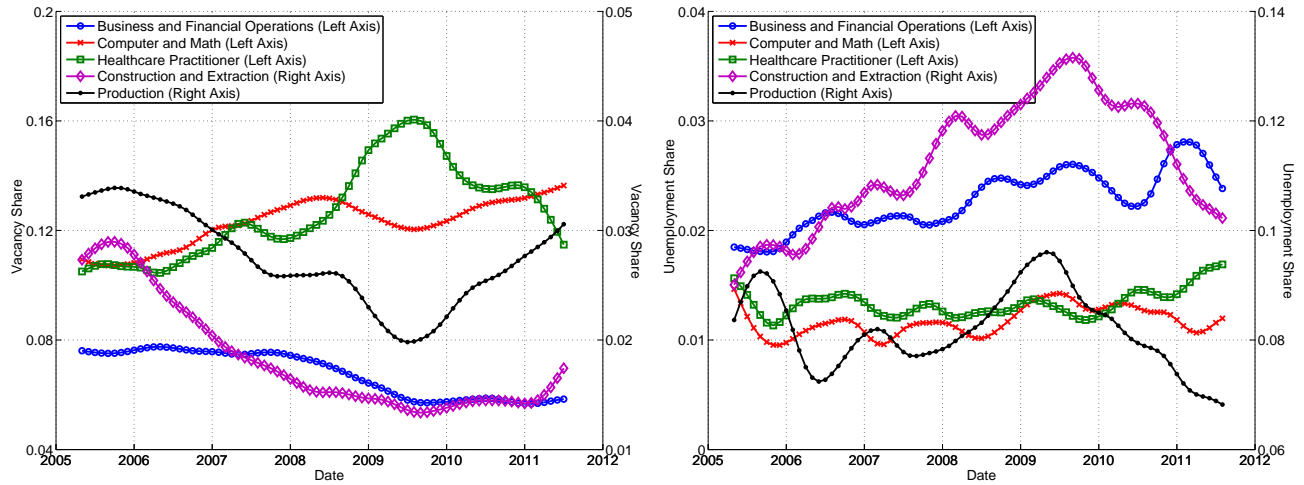 0.2
0.16
0.12
0.08
0.04
Vacancy Share
Business and Financial Operations (Left Axis)
Computer and Math (Left Axis)
Healthcare Practitioner (Left Axis)
Construction and Extraction (Right Axis)
Production (Right Axis)
0.05
0.04
0.03
0.02
0.01
Vacancy Share
2005 2006 2007 2008 2009 2010 2011 2012
Date
0.04
0.03
0.02
0.01
0
Unemployment Share
Business and Financial Operations (Left Axis)
Computer and Math (Left Axis)
Healthcare Practitioner (Left Axis)
Construction and Extraction (Right Axis)
Production (Right Axis)
0.14
0.12
0.1
0.08
0.06
Unemployment Share
2005 2006 2007 2008 2009 2010 2011 2012
Date